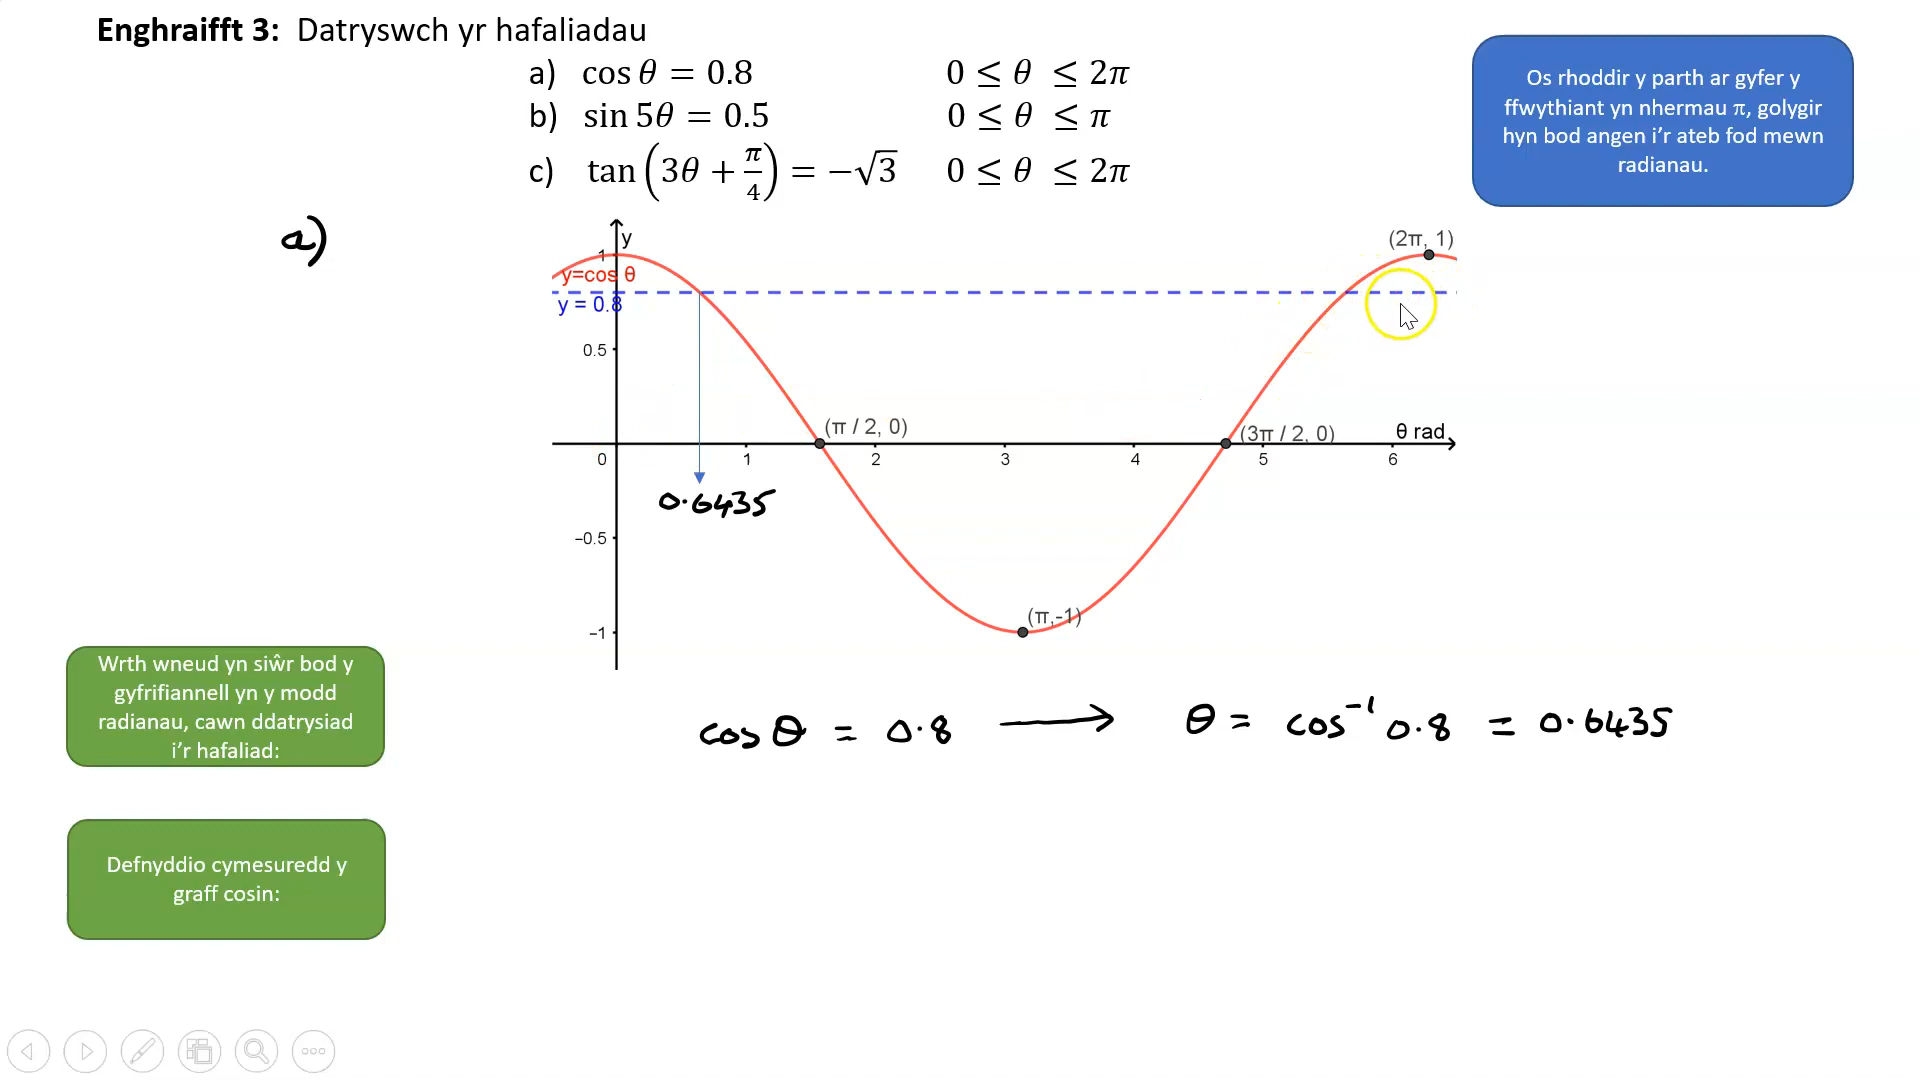 Enghraifft 3: Datryswch yr hafaliadau
a) cos θ = 0.8 0 ≤ θ ≤ 2π
b) sin 5θ = 0.5 0 ≤ θ ≤ π
c) tan(3θ + π/4) = −√3 0 ≤ θ ≤ 2π
Os rhoddir y parth ar gyfer y
ffwythiant yn nhermau π, golygir
hyn bod angen i’r ateb fod mewn
radianau.
a)
y
(2π, 1)
1
y=cos θ
y = 0.8
0.5
(π / 2, 0)
(3π / 2, 0)
θ rad
0 1 2 3 4 5 6
0.6435
−0.5
(π,-1)
−1
Wrth wneud yn siŵr bod y
gyfrifiannell yn y modd
radianau, cawn ddatrysiad
i’r hafaliad:
cos θ = 0.8 → θ = cos⁻¹ 0.8 = 0.6435
Defnyddio cymesuredd y
graff cosin: